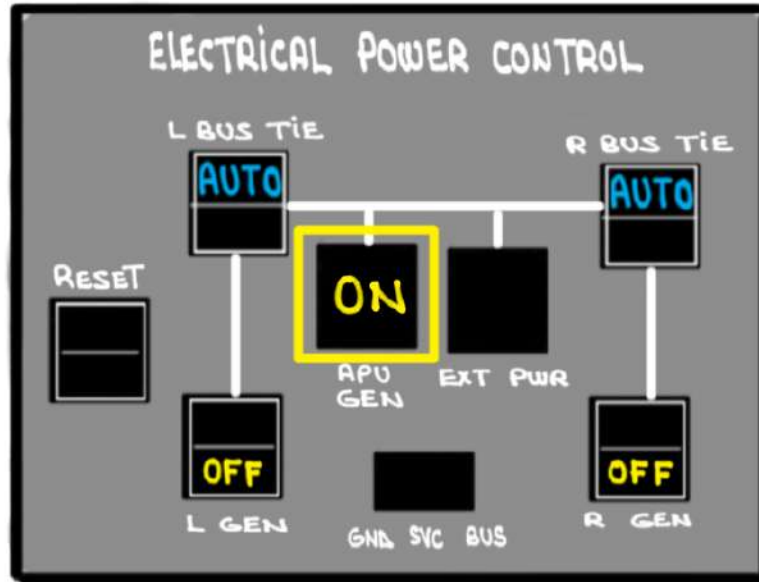 ELECTRICAL POWER CONTROL
L BUS TIE
R BUS TIE
AUTO
AUTO
RESET
ON
APU
GEN
EXT PWR
OFF
OFF
L GEN
GND SVC BUS
R GEN